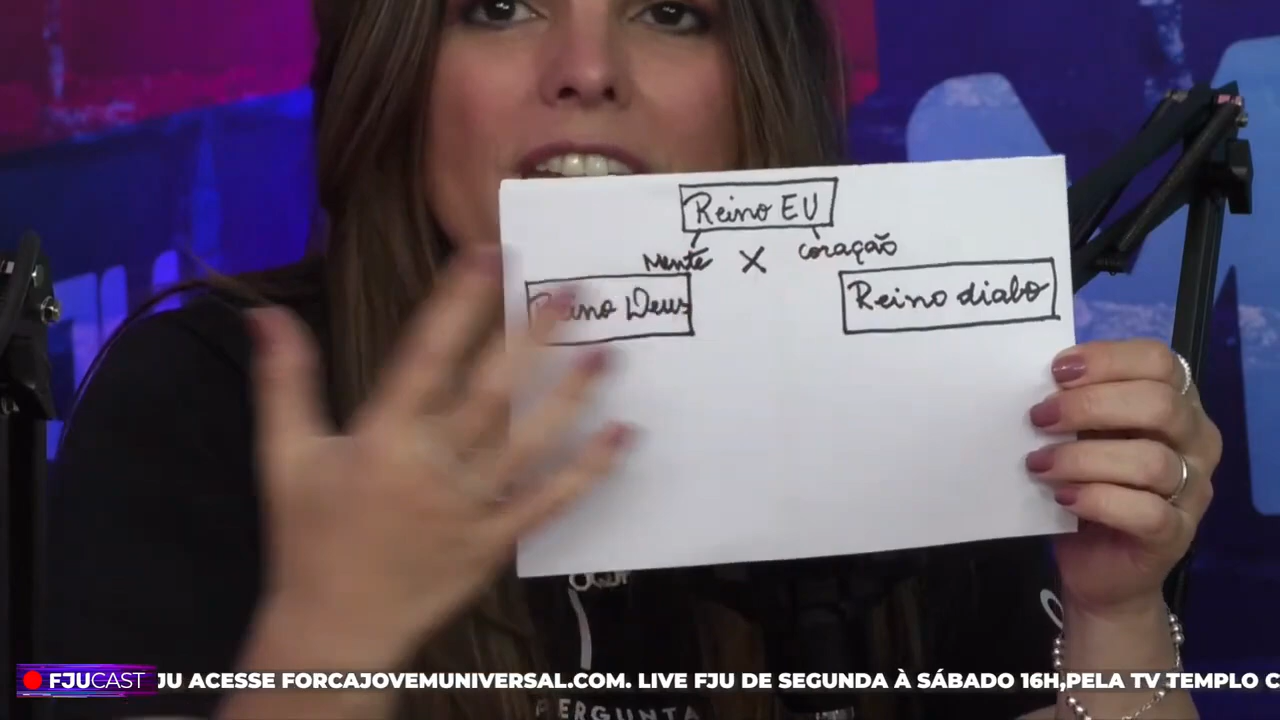 Reino EU
Mente X coração
Reino Deus
Reino diabo
PERGUNTA
FJUCAST
JU ACESSE FORCAJOVEMUNIVERSAL.COM. LIVE FJU DE SEGUNDA À SÁBADO 16H,PELA TV TEMPLO C